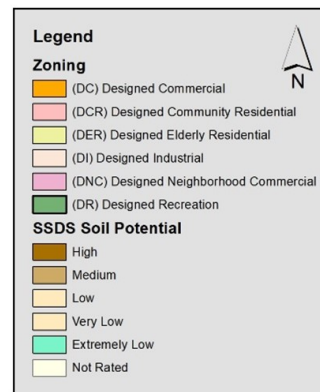 Legend
N
Zoning
(DC) Designed Commercial
(DCR) Designed Community Residential
(DER) Designed Elderly Residential
(DI) Designed Industrial
(DNC) Designed Neighborhood Commercial
(DR) Designed Recreation
SSDS Soil Potential
High
Medium
Low
Very Low
Extremely Low
Not Rated